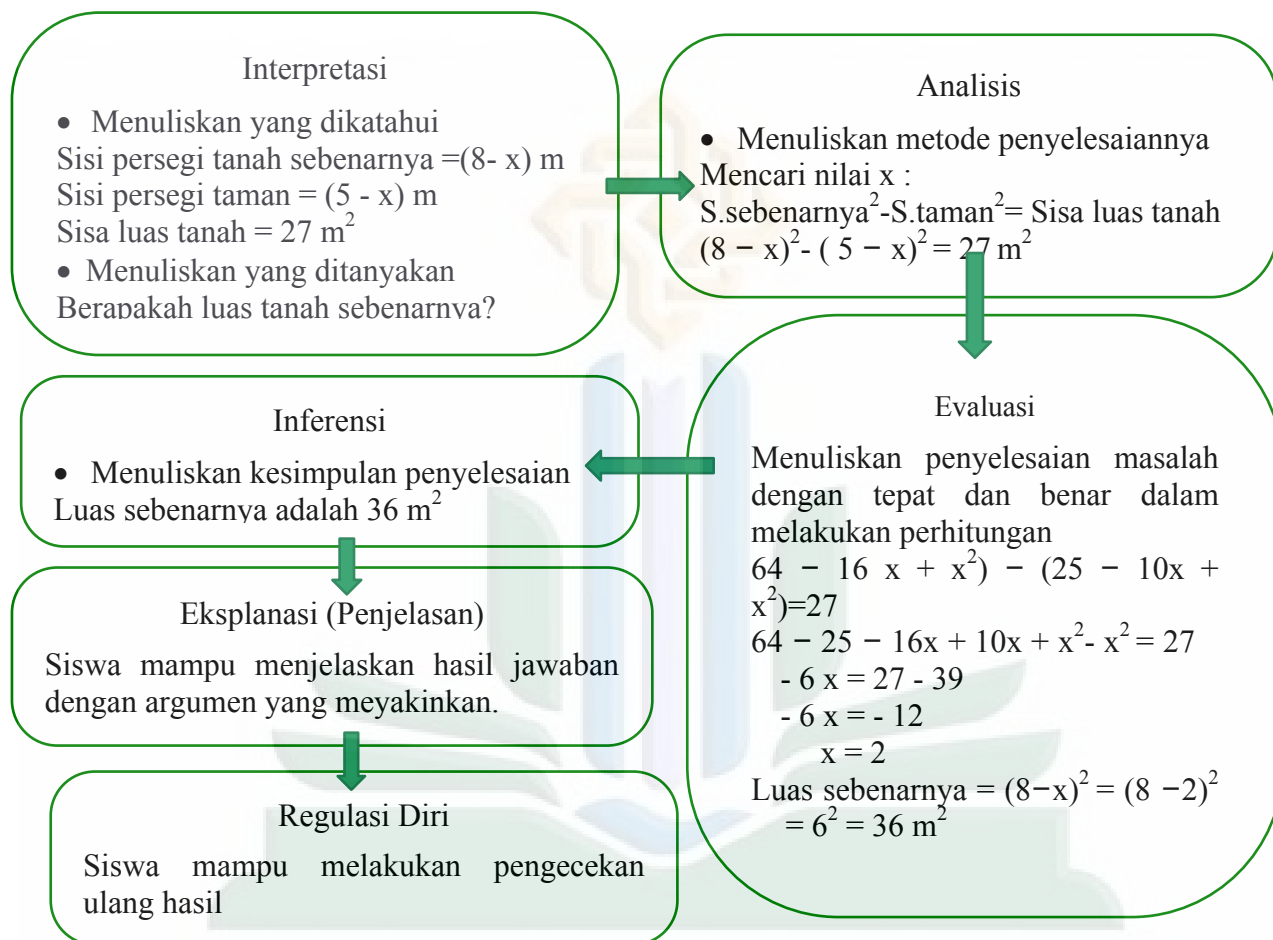 Interpretasi
• Menuliskan yang dikatahui
Sisi persegi tanah sebenarnya =(8- x) m
Sisi persegi taman = (5 - x) m
Sisa luas tanah = 27 m²
• Menuliskan yang ditanyakan
Berapakah luas tanah sebenarnya?
Analisis
• Menuliskan metode penyelesaiannya
Mencari nilai x :
S.sebenarnya²-S.taman²= Sisa luas tanah
(8 − x)²- ( 5 − x)² = 27 m²
Evaluasi
Menuliskan penyelesaian masalah
dengan tepat dan benar dalam
melakukan perhitungan
64 − 16 x + x²) − (25 − 10x +
x²)=27
64 − 25 − 16x + 10x + x²- x² = 27
- 6 x = 27 - 39
- 6 x = - 12
x = 2
Luas sebenarnya = (8−x)² = (8 −2)²
= 6² = 36 m²
Inferensi
• Menuliskan kesimpulan penyelesaian
Luas sebenarnya adalah 36 m²
Eksplanasi (Penjelasan)
Siswa mampu menjelaskan hasil jawaban
dengan argumen yang meyakinkan.
Regulasi Diri
Siswa mampu melakukan pengecekan
ulang hasil